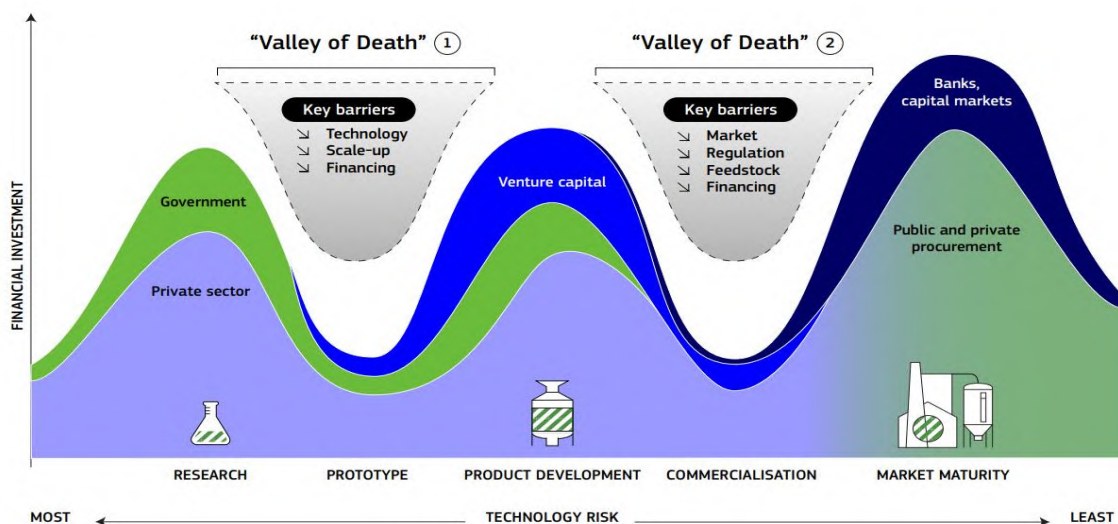 “Valley of Death” 1
“Valley of Death” 2
Key barriers
↘ Technology
↘ Scale-up
↘ Financing
Key barriers
↘ Market
↘ Regulation
↘ Feedstock
↘ Financing
Banks,
capital markets
Government
Venture capital
Private sector
Public and private
procurement
FINANCIAL INVESTMENT
RESEARCH
PROTOTYPE
PRODUCT DEVELOPMENT
COMMERCIALISATION
MARKET MATURITY
MOST
TECHNOLOGY RISK
LEAST